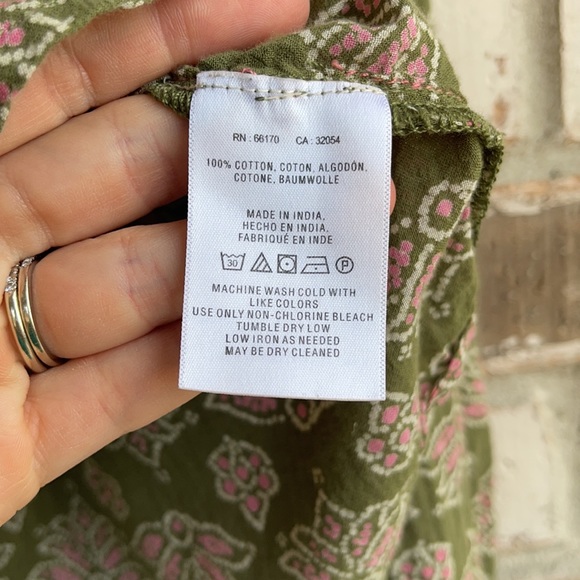 RN : 66170 CA : 32054
100% COTTON, COTON, ALGODÓN,
COTONE, BAUMWOLLE
MADE IN INDIA,
HECHO EN INDIA,
FABRIQUÉ EN INDE
30 P
MACHINE WASH COLD WITH
LIKE COLORS
USE ONLY NON-CHLORINE BLEACH
TUMBLE DRY LOW
LOW IRON AS NEEDED
MAY BE DRY CLEANED